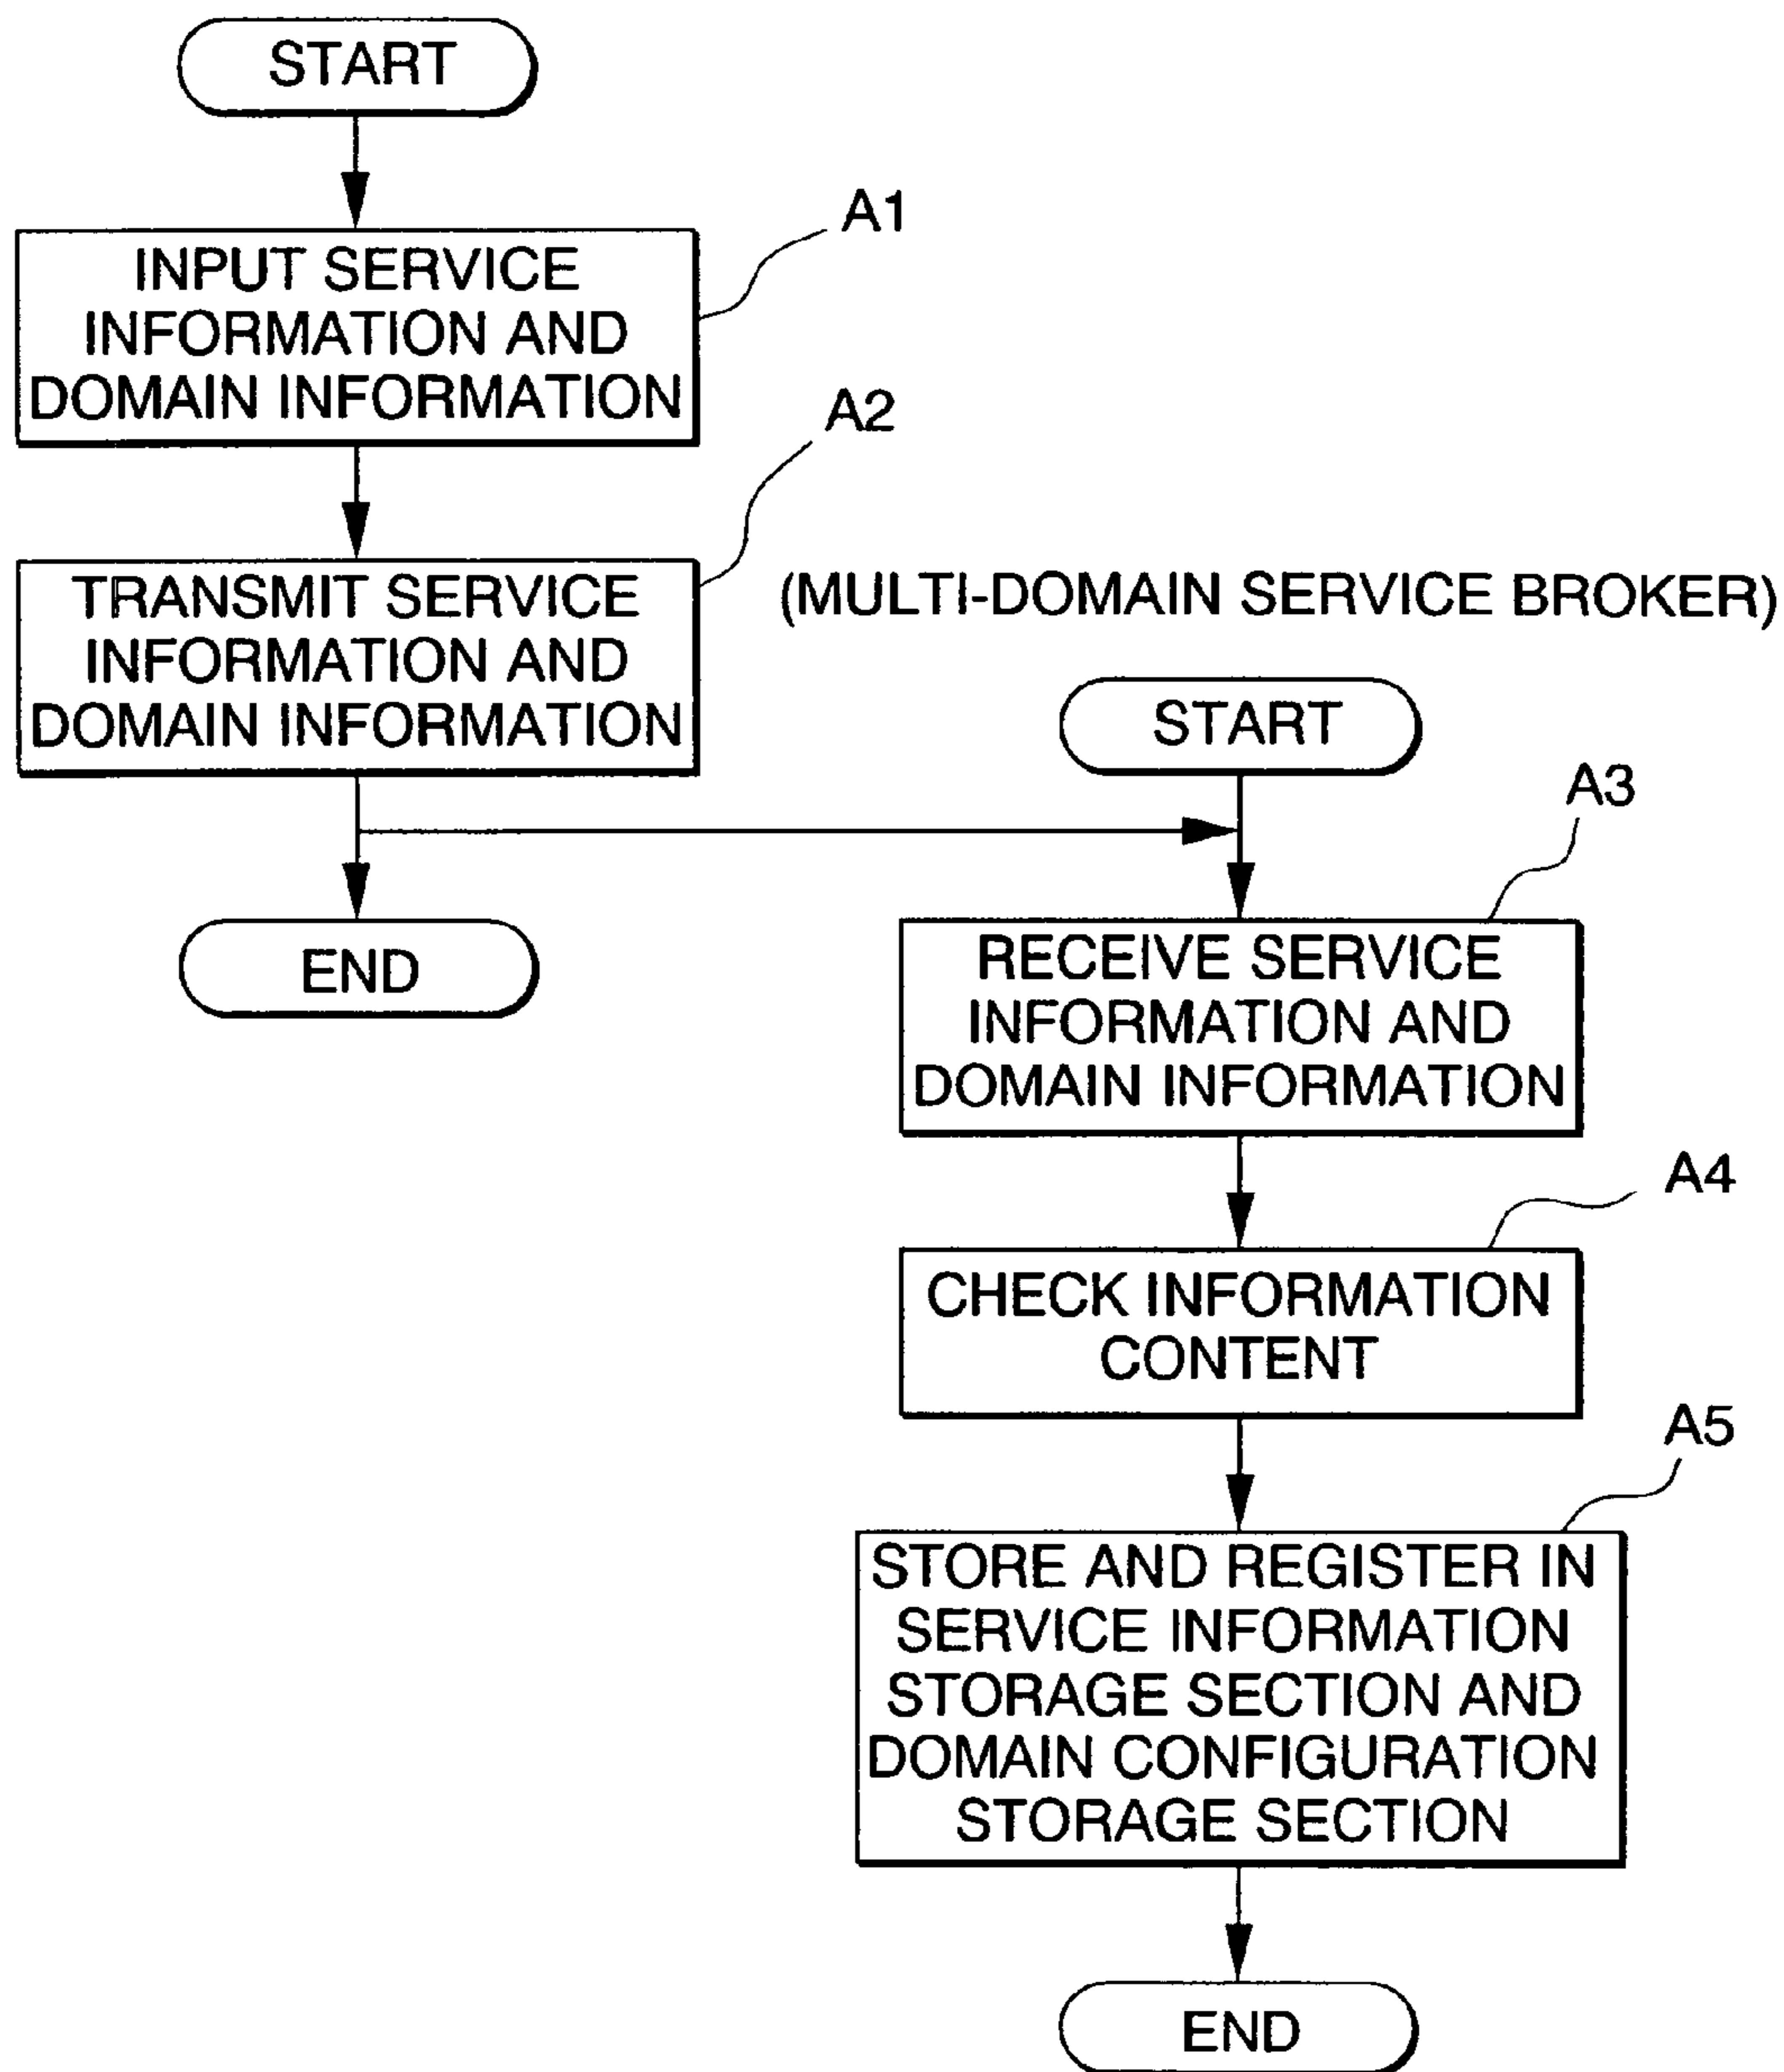 START
A1
INPUT SERVICE
INFORMATION AND
DOMAIN INFORMATION
A2
TRANSMIT SERVICE
INFORMATION AND
DOMAIN INFORMATION
END
(MULTI-DOMAIN SERVICE BROKER)
START
A3
RECEIVE SERVICE
INFORMATION AND
DOMAIN INFORMATION
A4
CHECK INFORMATION
CONTENT
A5
STORE AND REGISTER IN
SERVICE INFORMATION
STORAGE SECTION AND
DOMAIN CONFIGURATION
STORAGE SECTION
END